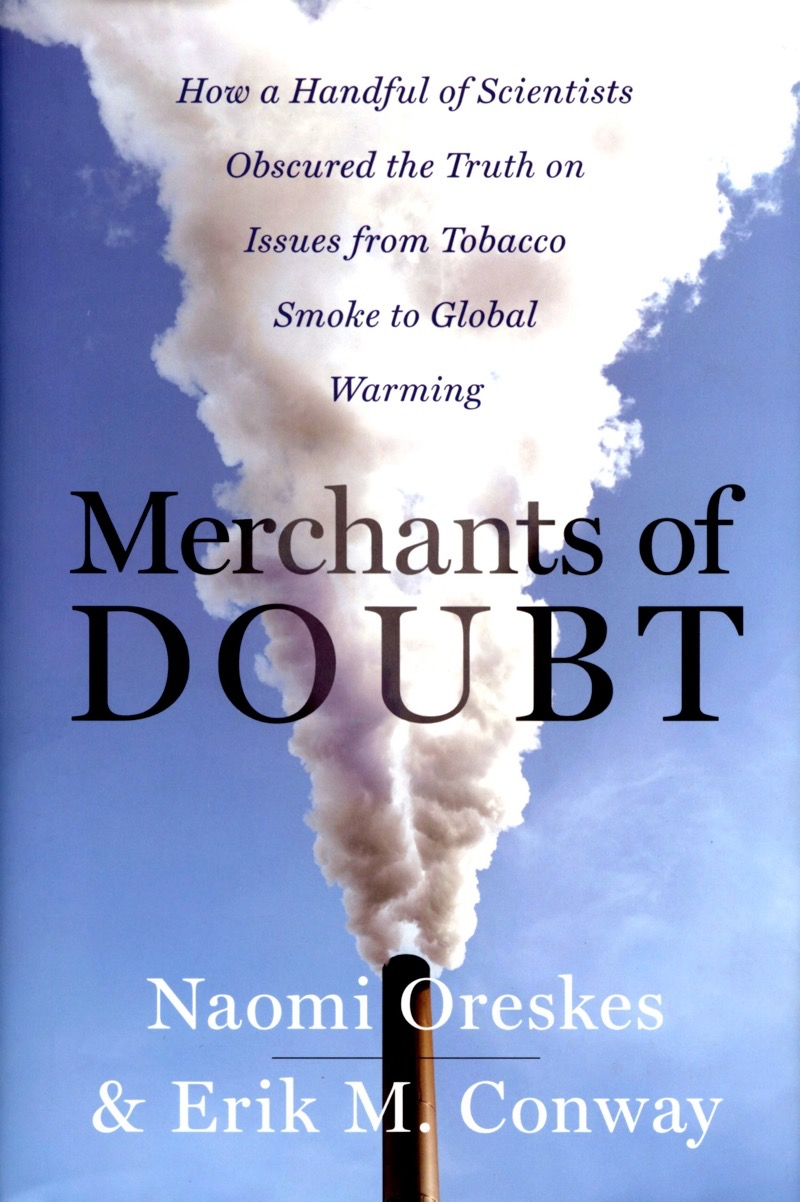 How a Handful of Scientists
Obscured the Truth on
Issues from Tobacco
Smoke to Global
Warming
Merchants of
DOUBT
Naomi Oreskes
& Erik M. Conway